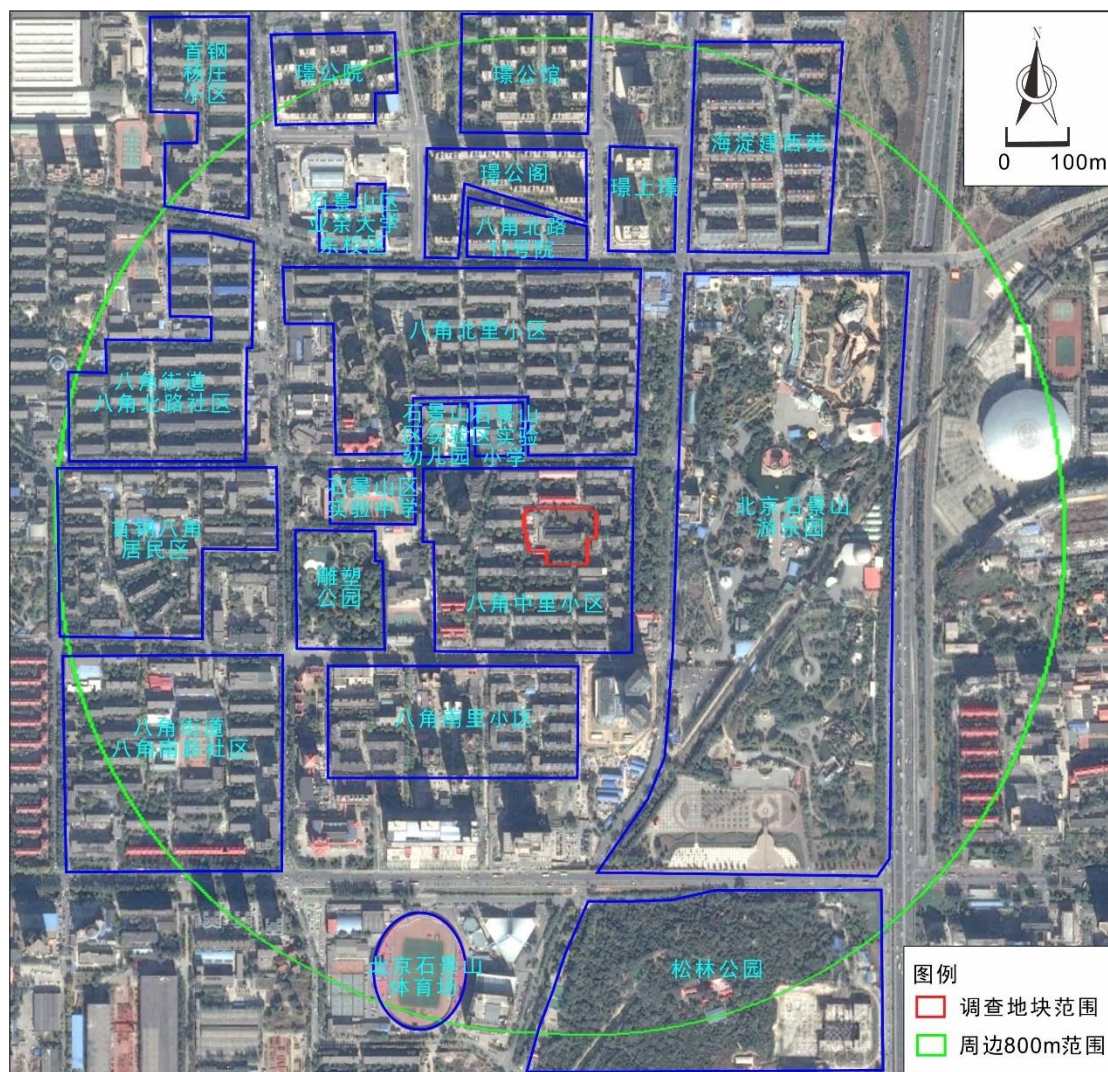 N
0 100m
首钢
杨庄
小区
璟公院
璟公馆
海淀建西苑
璟公阁
璟上璟
石景山区
业余大学
东校区
八角北路
11号院
八角北里小区
八角街道
八角北路社区
石景山
区实验
幼儿园
石景山
区实验
小学
石景山区
实验中学
首钢八角
居民区
雕塑
公园
八角中里小区
北京石景山
游乐园
八角街道
八角南路社区
八角南里小区
北京石景山
体育场
松林公园
图例
调查地块范围
周边800m范围